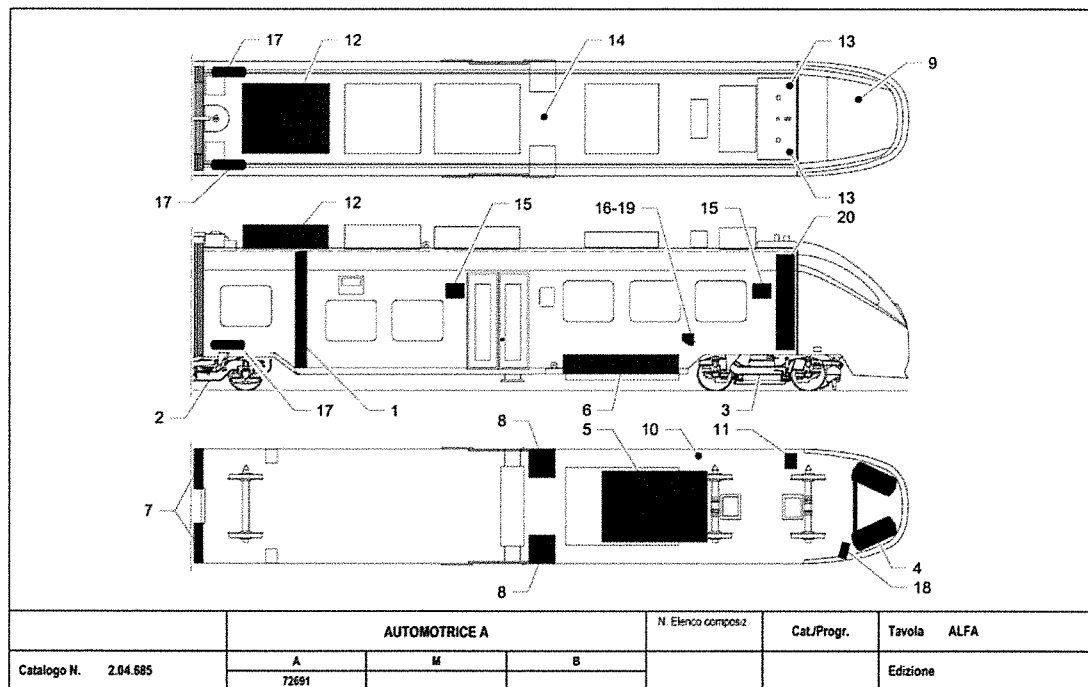 17 12 14 13 9
17 13
12 15 16-19 15 20
2 17 1 6 3
8 5 10 11
7
8 4
18
AUTOMOTRICE A
N. Elenco composiz.
Cat./Progr.
Tavola ALFA
Catalogo N. 2.04.685
A M B
72691
Edizione